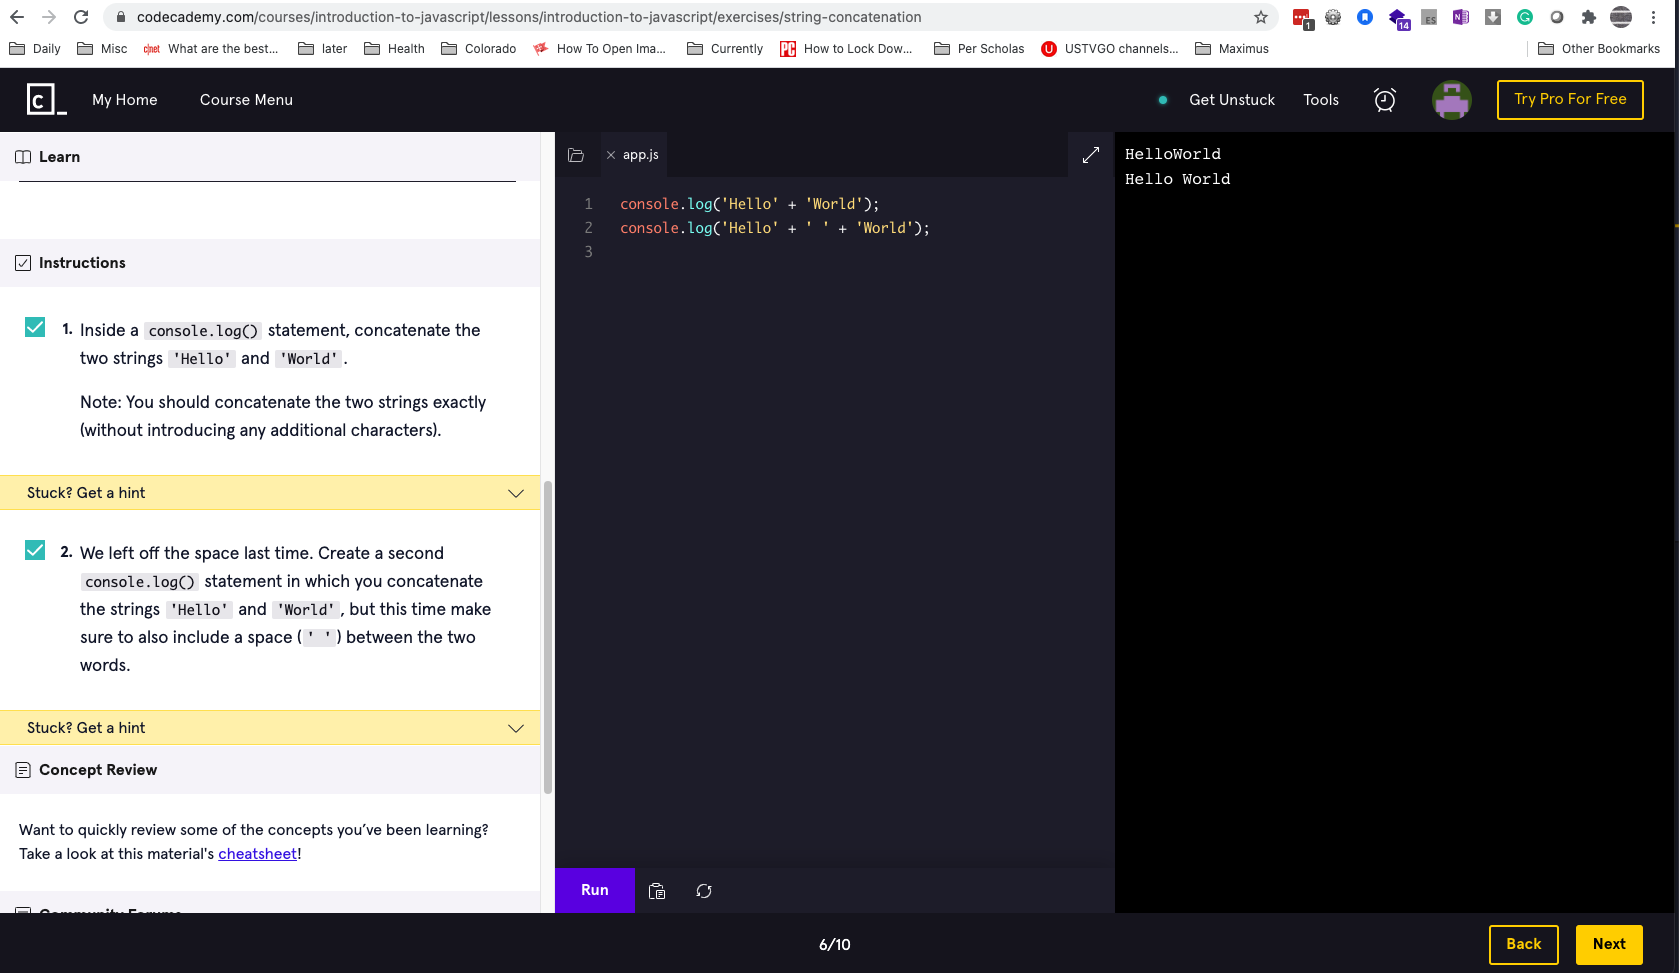 codecademy.com/courses/introduction-to-javascript/lessons/introduction-to-javascript/exercises/string-concatenation
1
14
ES
N
G
Daily
Misc
c|net What are the best...
later
Health
Colorado
How To Open Ima...
Currently
PC How to Lock Dow...
Per Scholas
U USTVGO channels...
Maximus
Other Bookmarks
c_
My Home
Course Menu
Get Unstuck
Tools
Try Pro For Free
Learn
Instructions
1. Inside a console.log() statement, concatenate the
two strings 'Hello' and 'World'.
Note: You should concatenate the two strings exactly
(without introducing any additional characters).
Stuck? Get a hint
2. We left off the space last time. Create a second
console.log() statement in which you concatenate
the strings 'Hello' and 'World', but this time make
sure to also include a space (' ') between the two
words.
Stuck? Get a hint
Concept Review
Want to quickly review some of the concepts you’ve been learning?
Take a look at this material's cheatsheet!
Community Forums
app.js
1 console.log('Hello' + 'World');
2 console.log('Hello' + ' ' + 'World');
3
Run
HelloWorld
Hello World
6/10
Back
Next